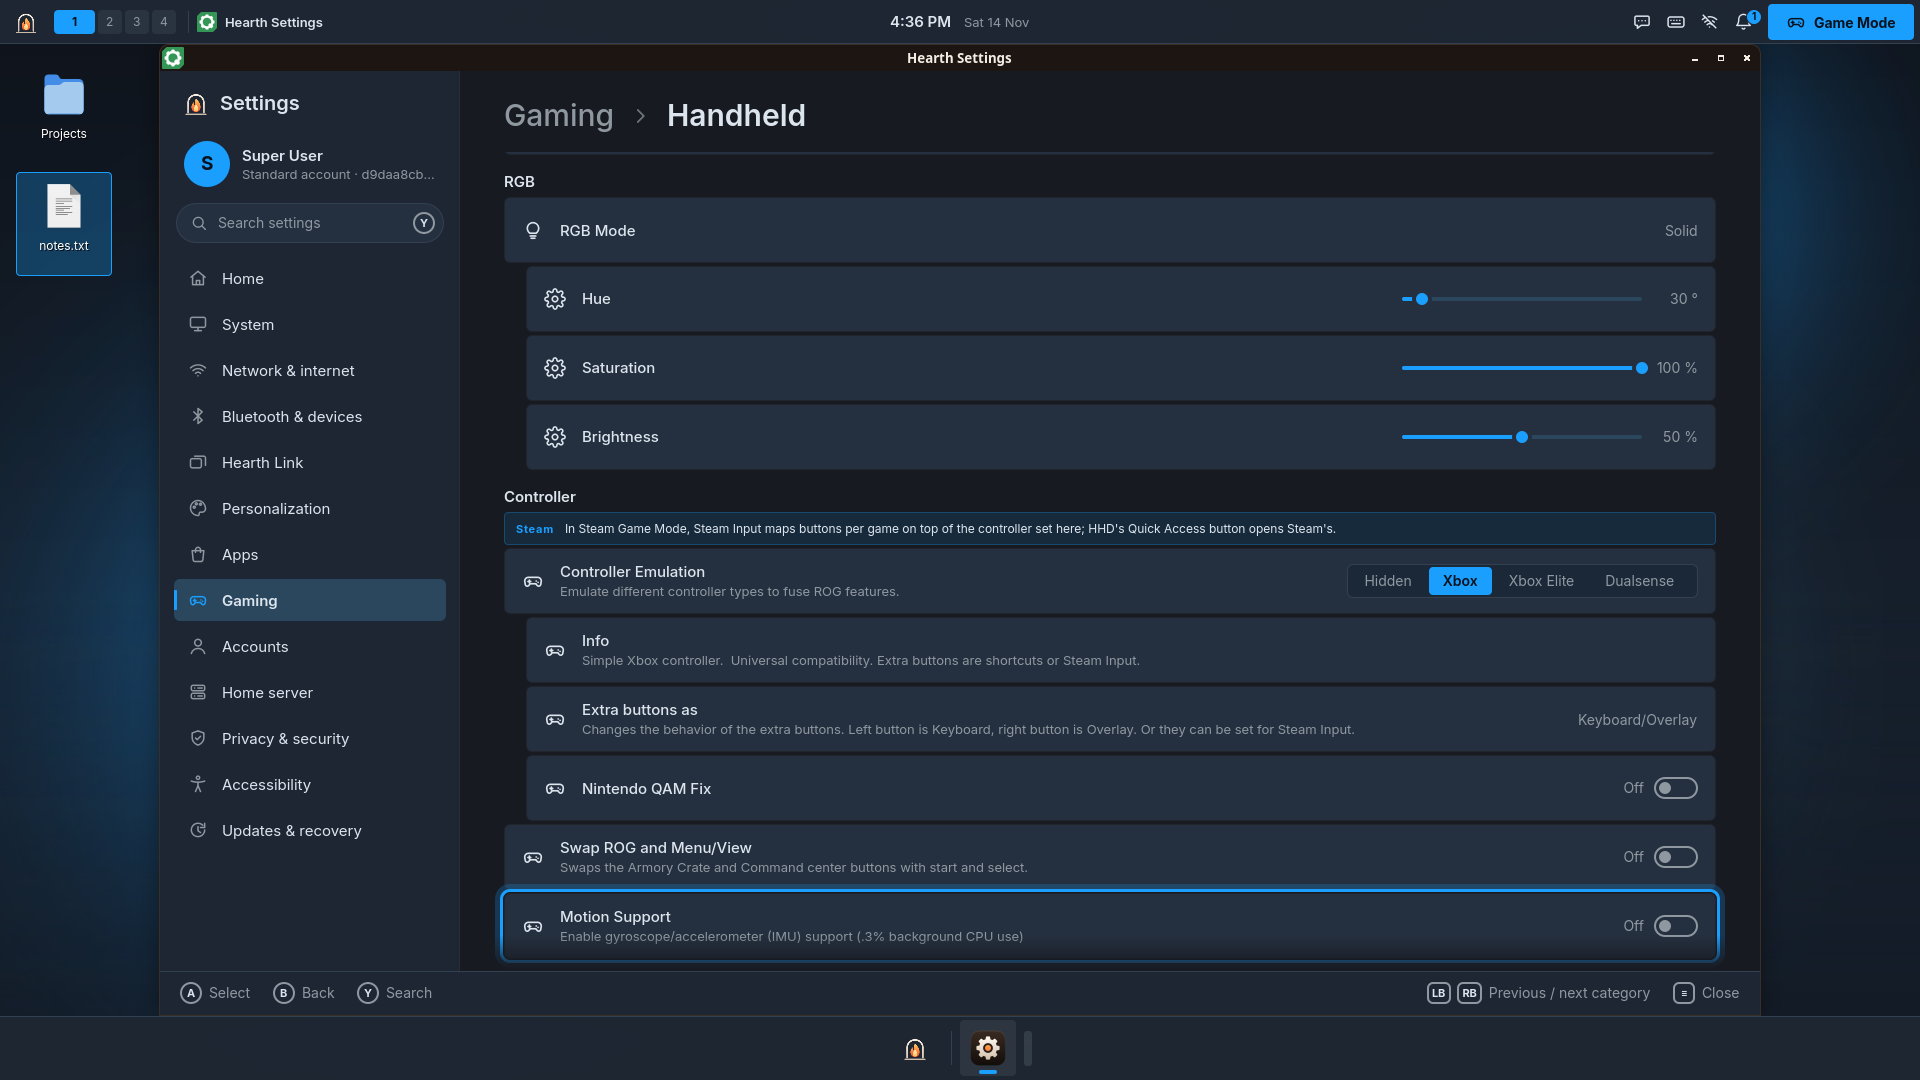 1
2
3
4
Hearth Settings
4:36 PM
Sat 14 Nov
1
Game Mode
Projects
notes.txt
Hearth Settings
Settings
S
Super User
Standard account · d9daa8cb...
Search settings
Y
Home
System
Network & internet
Bluetooth & devices
Hearth Link
Personalization
Apps
Gaming
Accounts
Home server
Privacy & security
Accessibility
Updates & recovery
Gaming > Handheld
RGB
RGB Mode
Solid
Hue
30 °
Saturation
100 %
Brightness
50 %
Controller
Steam In Steam Game Mode, Steam Input maps buttons per game on top of the controller set here; HHD's Quick Access button opens Steam's.
Controller Emulation
Emulate different controller types to fuse ROG features.
Hidden
Xbox
Xbox Elite
Dualsense
Info
Simple Xbox controller.  Universal compatibility. Extra buttons are shortcuts or Steam Input.
Extra buttons as
Changes the behavior of the extra buttons. Left button is Keyboard, right button is Overlay. Or they can be set for Steam Input.
Keyboard/Overlay
Nintendo QAM Fix
Off
Swap ROG and Menu/View
Swaps the Armory Crate and Command center buttons with start and select.
Off
Motion Support
Enable gyroscope/accelerometer (IMU) support (.3% background CPU use)
Off
A Select
B Back
Y Search
LB RB Previous / next category
Close